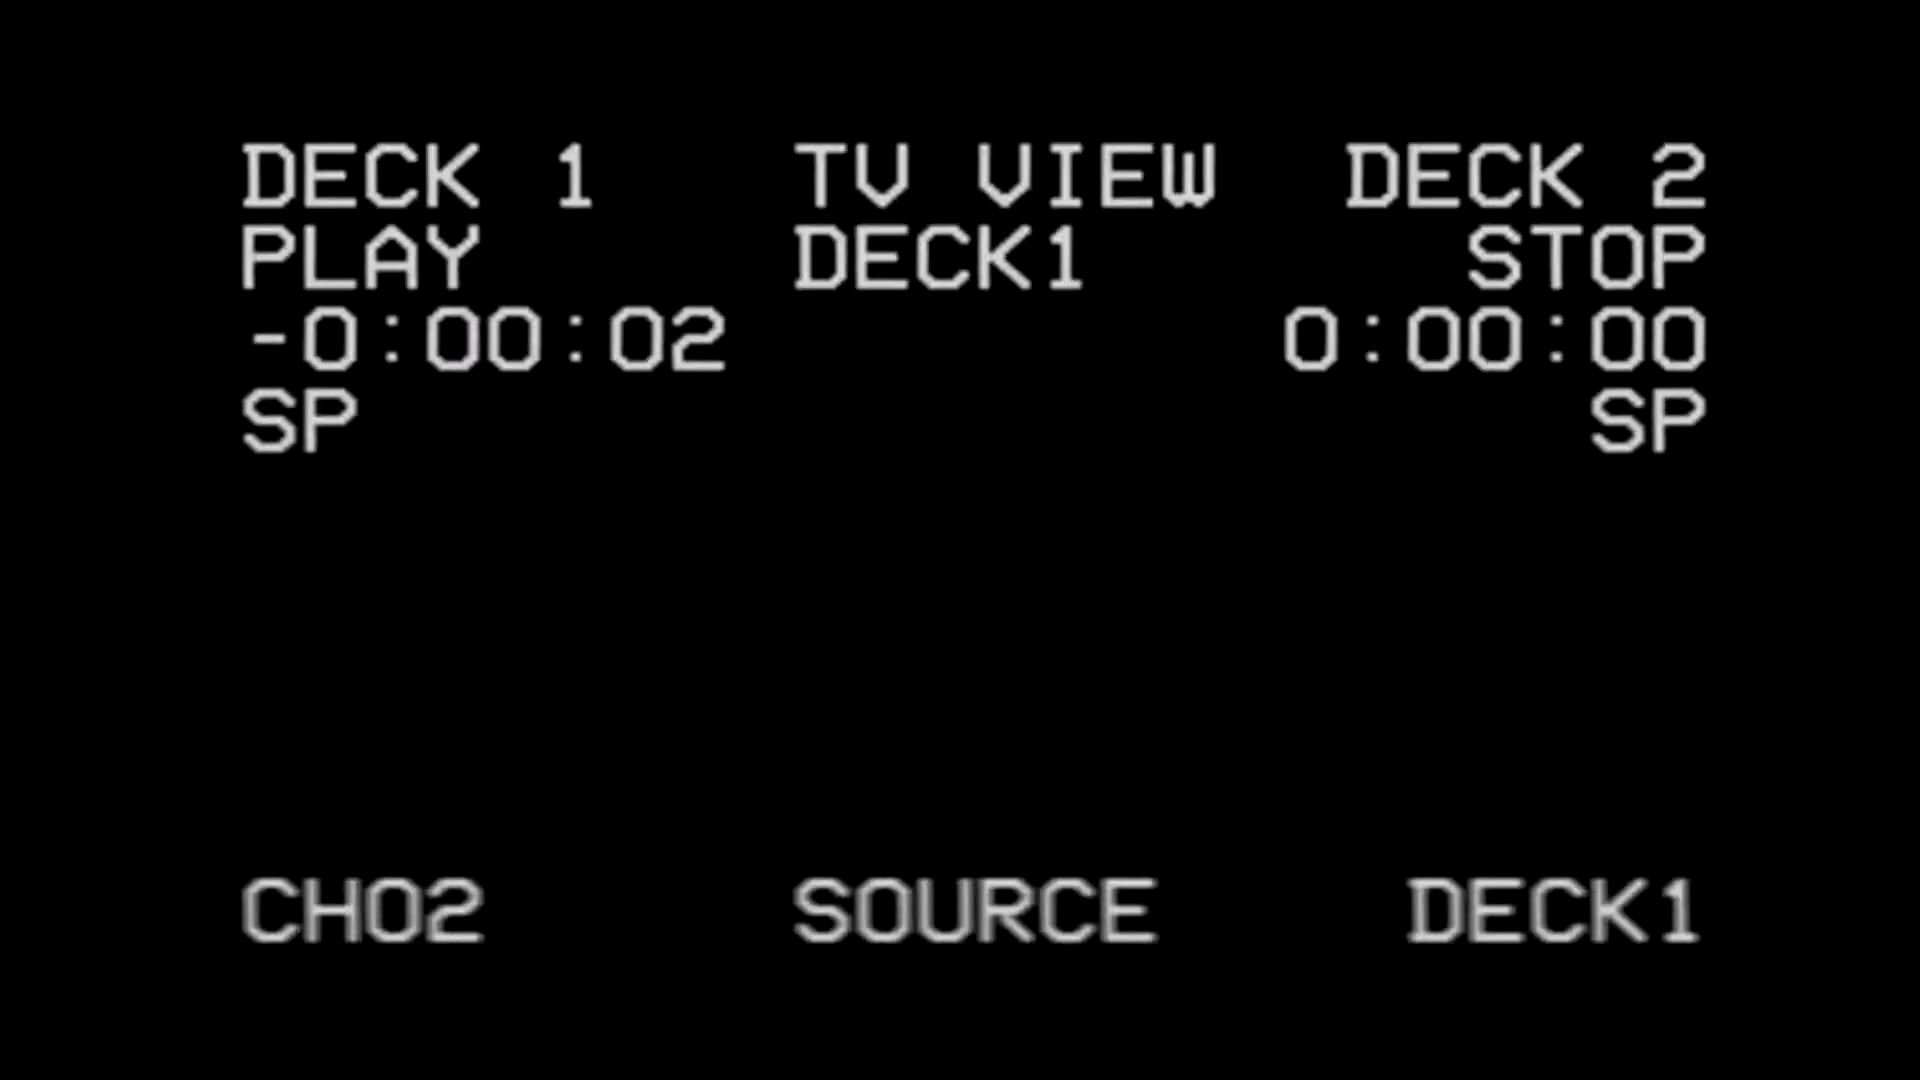 DECK 1 TV VIEW DECK 2
PLAY DECK1 STOP
-0:00:02 0:00:00
SP SP
CH02 SOURCE DECK1